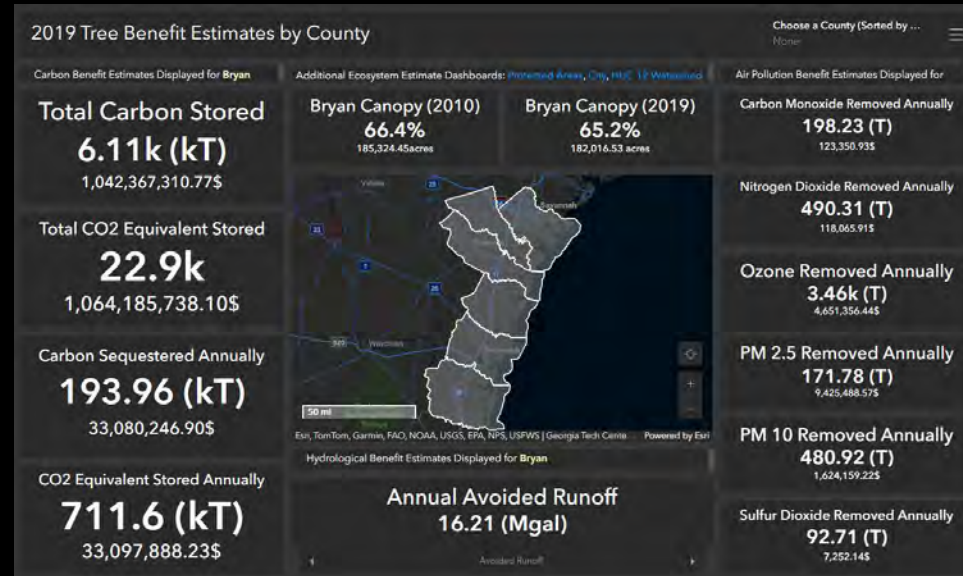 2019 Tree Benefit Estimates by County
Choose a County (Sorted by ...
None
Carbon Benefit Estimates Displayed for Bryan
Total Carbon Stored
6.11k (kT)
1,042,367,310.77$
Total CO2 Equivalent Stored
22.9k
1,064,185,738.10$
Carbon Sequestered Annually
193.96 (kT)
33,080,246.90$
CO2 Equivalent Stored Annually
711.6 (kT)
33,097,888.23$
Additional Ecosystem Estimate Dashboards: Protected Areas, City, HUC 12 Watershed
Bryan Canopy (2010)
66.4%
185,324.45acres
Bryan Canopy (2019)
65.2%
182,016.53 acres
Vidalia
Savannah
Waycross
50 mi
Esri, TomTom, Garmin, FAO, NOAA, USGS, EPA, NPS, USFWS | Georgia Tech Cente...
Powered by Esri
Hydrological Benefit Estimates Displayed for Bryan
Annual Avoided Runoff
16.21 (Mgal)
Avoided Runoff
Air Pollution Benefit Estimates Displayed for
Carbon Monoxide Removed Annually
198.23 (T)
123,350.93$
Nitrogen Dioxide Removed Annually
490.31 (T)
118,065.91$
Ozone Removed Annually
3.46k (T)
4,651,356.44$
PM 2.5 Removed Annually
171.78 (T)
9,425,488.57$
PM 10 Removed Annually
480.92 (T)
1,624,159.22$
Sulfur Dioxide Removed Annually
92.71 (T)
7,252.14$